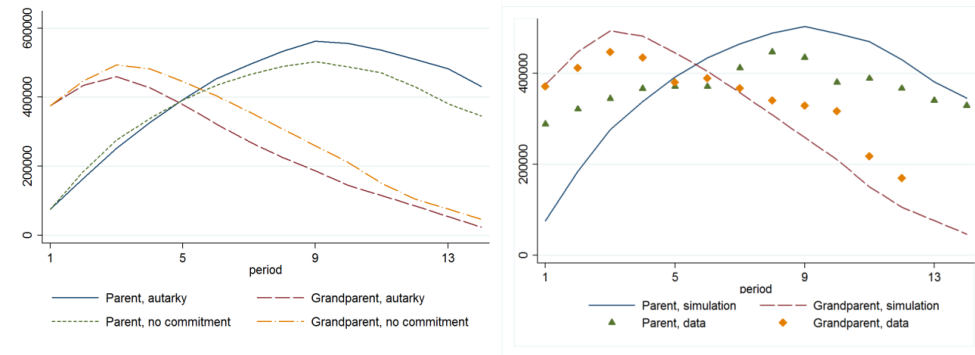 600000
400000
200000
0
1 5 9 13
period
Parent, autarky Grandparent, autarky
Parent, no commitment Grandparent, no commitment
400000
200000
0
1 5 9 13
period
Parent, simulation Grandparent, simulation
Parent, data Grandparent, data